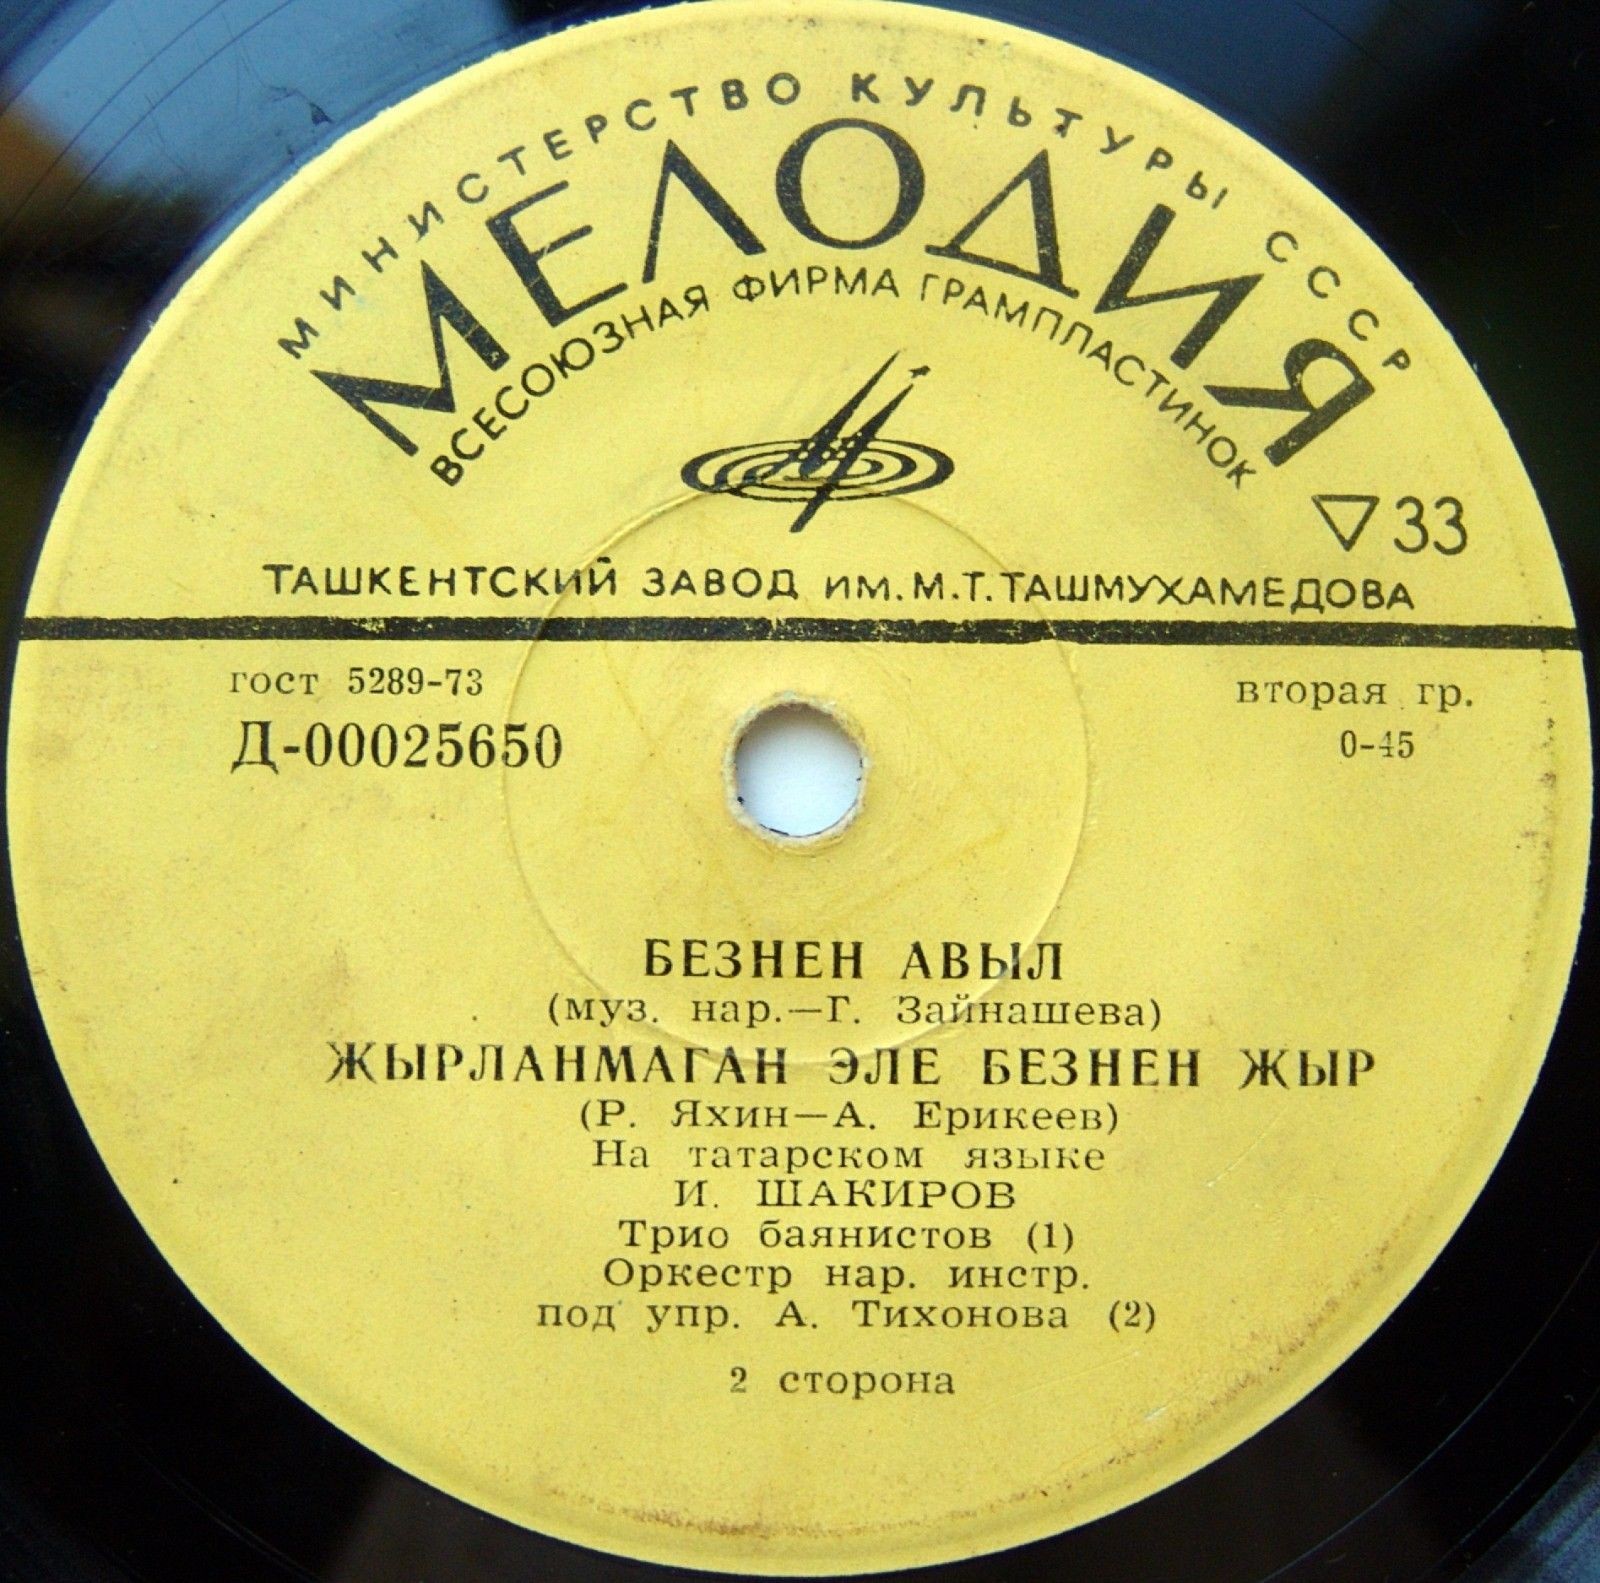 МИНИСТЕРСТВО КУЛЬТУРЫ СССР
МЕЛОДИЯ
ВСЕСОЮЗНАЯ ФИРМА ГРАМПЛАСТИНОК
33
ТАШКЕНТСКИЙ ЗАВОД ИМ. М.Т. ТАШМУХАМЕДОВА
гост 5289-73
вторая гр.
Д-00025650
0-45
БЕЗНЕН АВЫЛ
(муз. нар.—Г. Зайнашева)
ЖЫРЛАНМАГАН ЭЛЕ БЕЗНЕН ЖЫР
(Р. Яхин—А. Ерикеев)
На татарском языке
И. ШАКИРОВ
Трио баянистов (1)
Оркестр нар. инстр.
под упр. А. Тихонова (2)
2 сторона